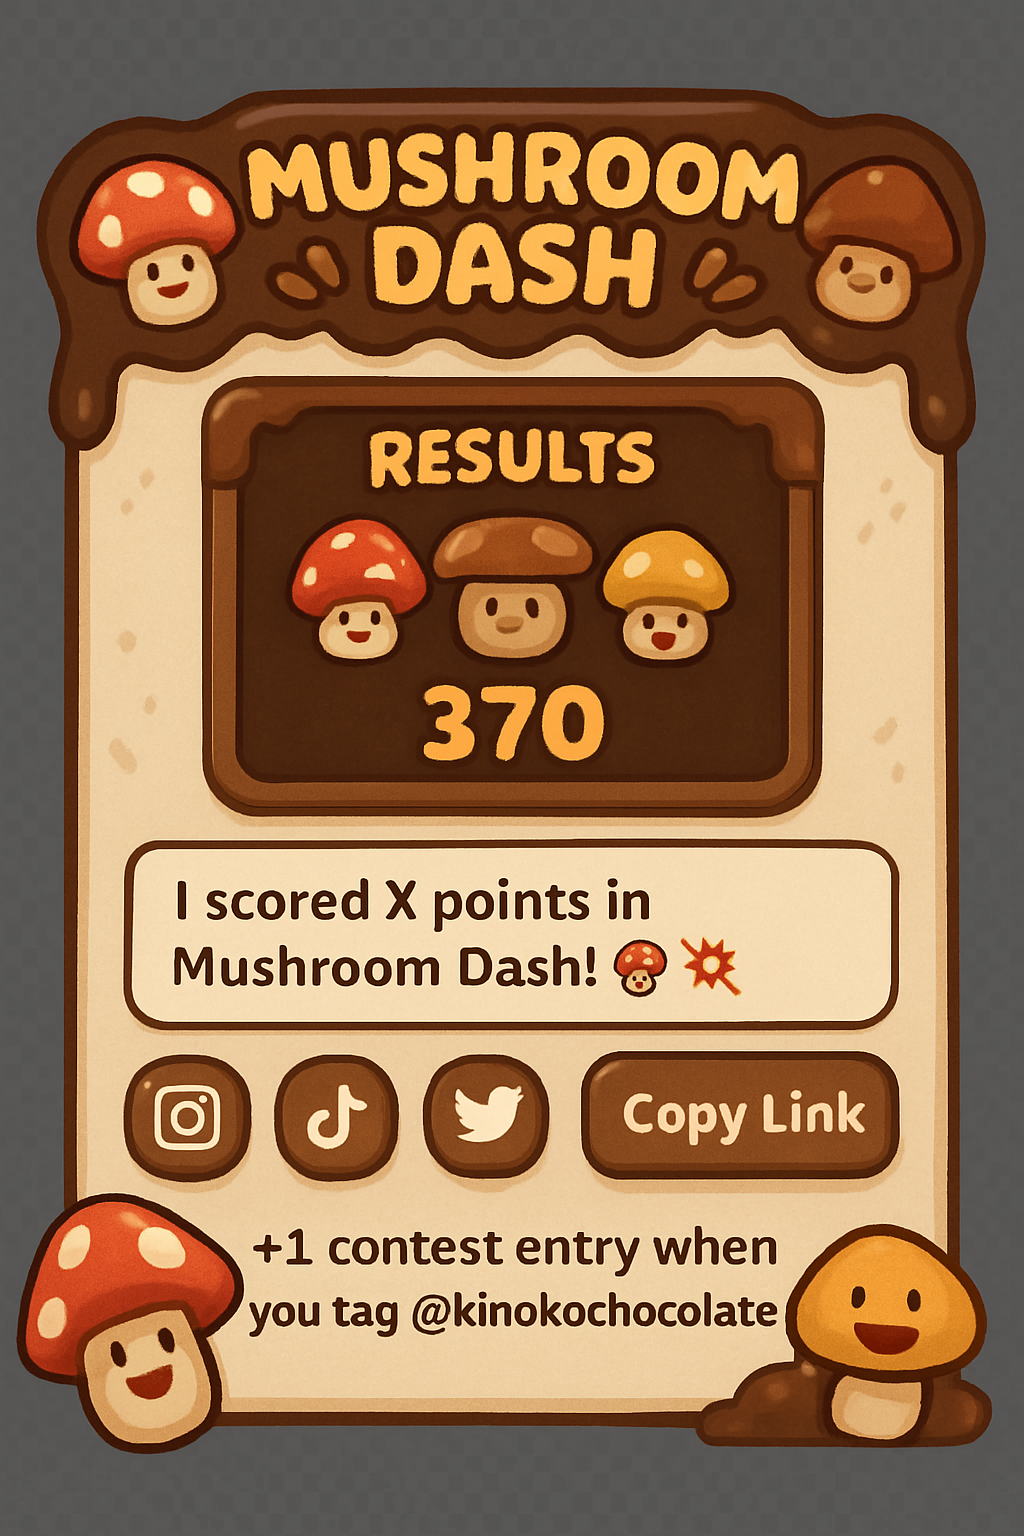 MUSHROOM
DASH
RESULTS
370
I scored X points in
Mushroom Dash! 🍄 💥
Copy Link
+1 contest entry when
you tag @kinokochocolate